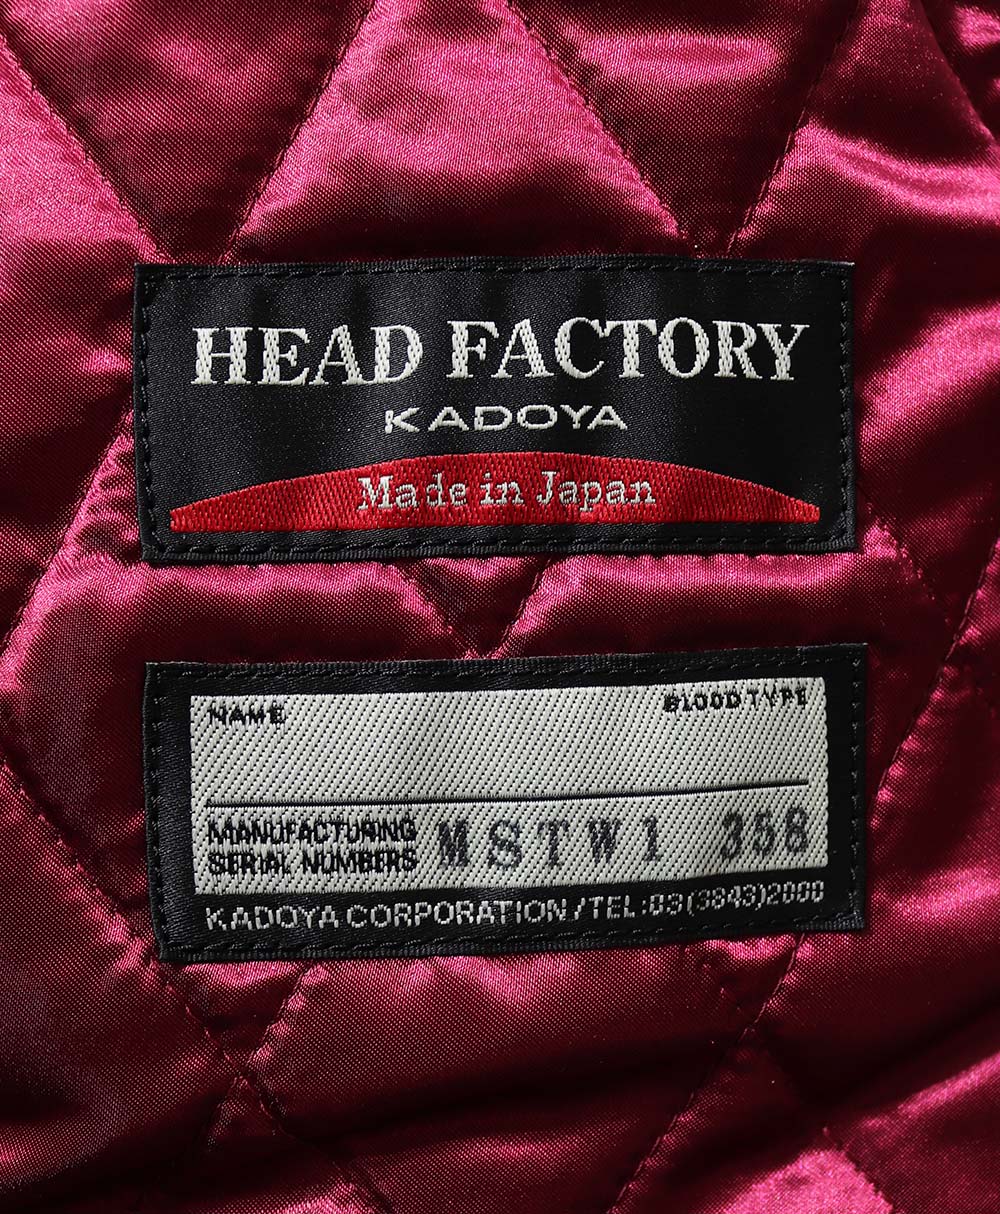 HEAD FACTORY
KADOYA
Made in Japan
NAME BLOOD TYPE
MANUFACTURING
SERIAL NUMBERS MSTW1 358
KADOYA CORPORATION/TEL:03(3843)2000